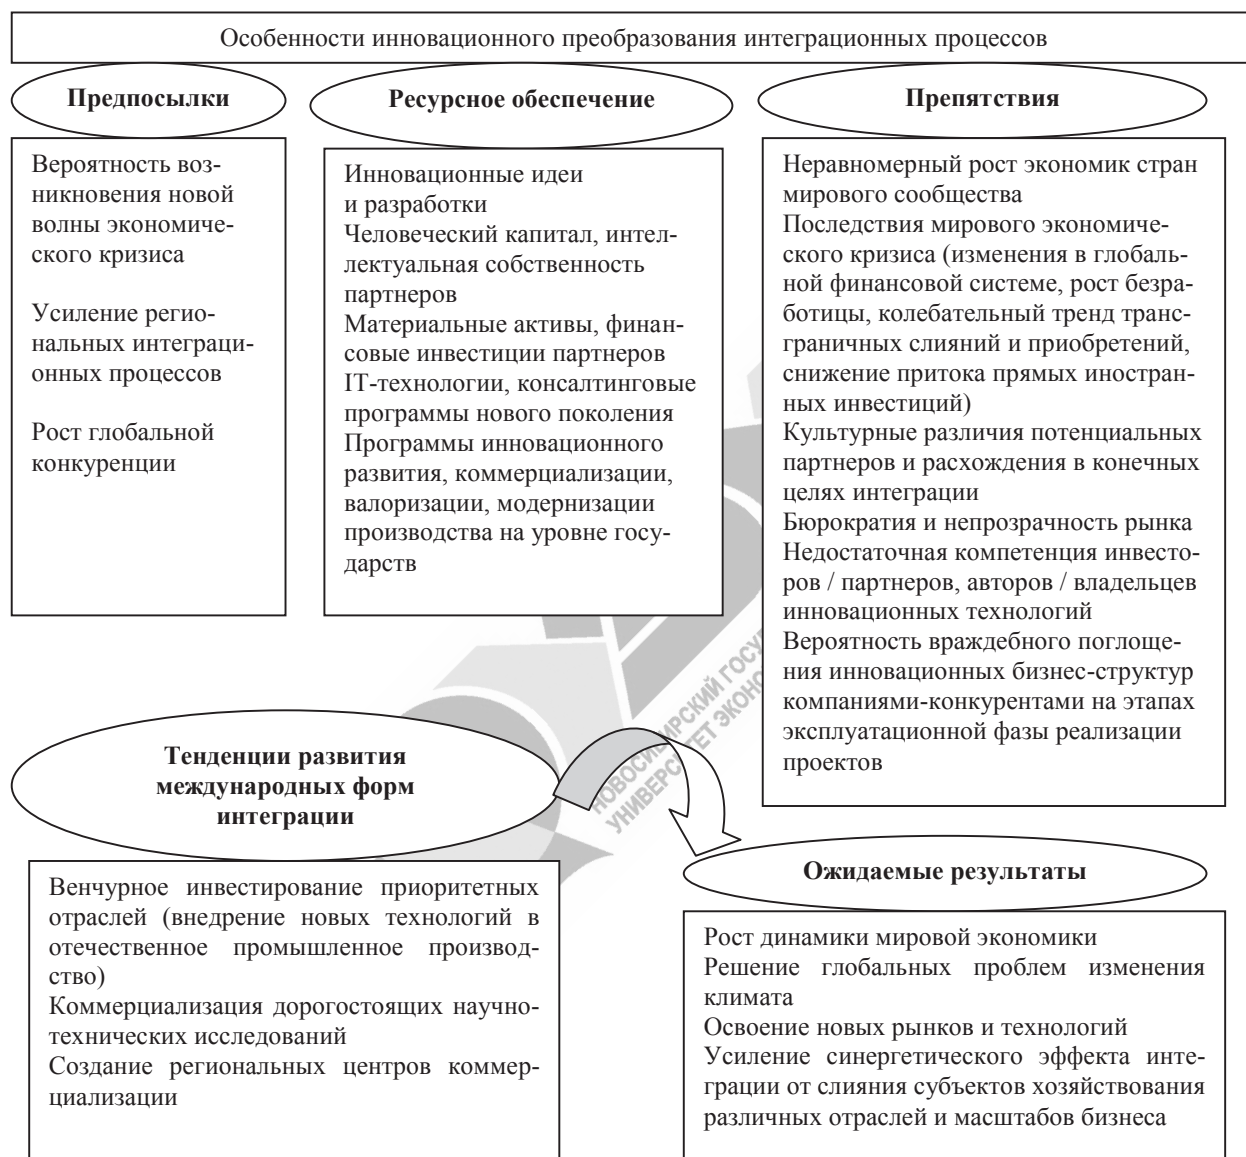 Особенности инновационного преобразования интеграционных процессов
Предпосылки
Вероятность воз-
никновения новой
волны экономиче-
ского кризиса
Усиление регио-
нальных интеграци-
онных процессов
Рост глобальной
конкуренции
Ресурсное обеспечение
Инновационные идеи
и разработки
Человеческий капитал, интел-
лектуальная собственность
партнеров
Материальные активы, финан-
совые инвестиции партнеров
IT-технологии, консалтинговые
программы нового поколения
Программы инновационного
развития, коммерциализации,
валоризации, модернизации
производства на уровне госу-
дарств
Препятствия
Неравномерный рост экономик стран
мирового сообщества
Последствия мирового экономиче-
ского кризиса (изменения в глобаль-
ной финансовой системе, рост безра-
ботицы, колебательный тренд транс-
граничных слияний и приобретений,
снижение притока прямых иностран-
ных инвестиций)
Культурные различия потенциальных
партнеров и расхождения в конечных
целях интеграции
Бюрократия и непрозрачность рынка
Недостаточная компетенция инвесто-
ров / партнеров, авторов / владельцев
инновационных технологий
Вероятность враждебного поглоще-
ния инновационных бизнес-структур
компаниями-конкурентами на этапах
эксплуатационной фазы реализации
проектов
Тенденции развития
международных форм
интеграции
Венчурное инвестирование приоритетных
отраслей (внедрение новых технологий в
отечественное промышленное производ-
ство)
Коммерциализация дорогостоящих научно-
технических исследований
Создание региональных центров коммер-
циализации
Ожидаемые результаты
Рост динамики мировой экономики
Решение глобальных проблем изменения
климата
Освоение новых рынков и технологий
Усиление синергетического эффекта инте-
грации от слияния субъектов хозяйствования
различных отраслей и масштабов бизнеса
НОВОСИБИРСКИЙ